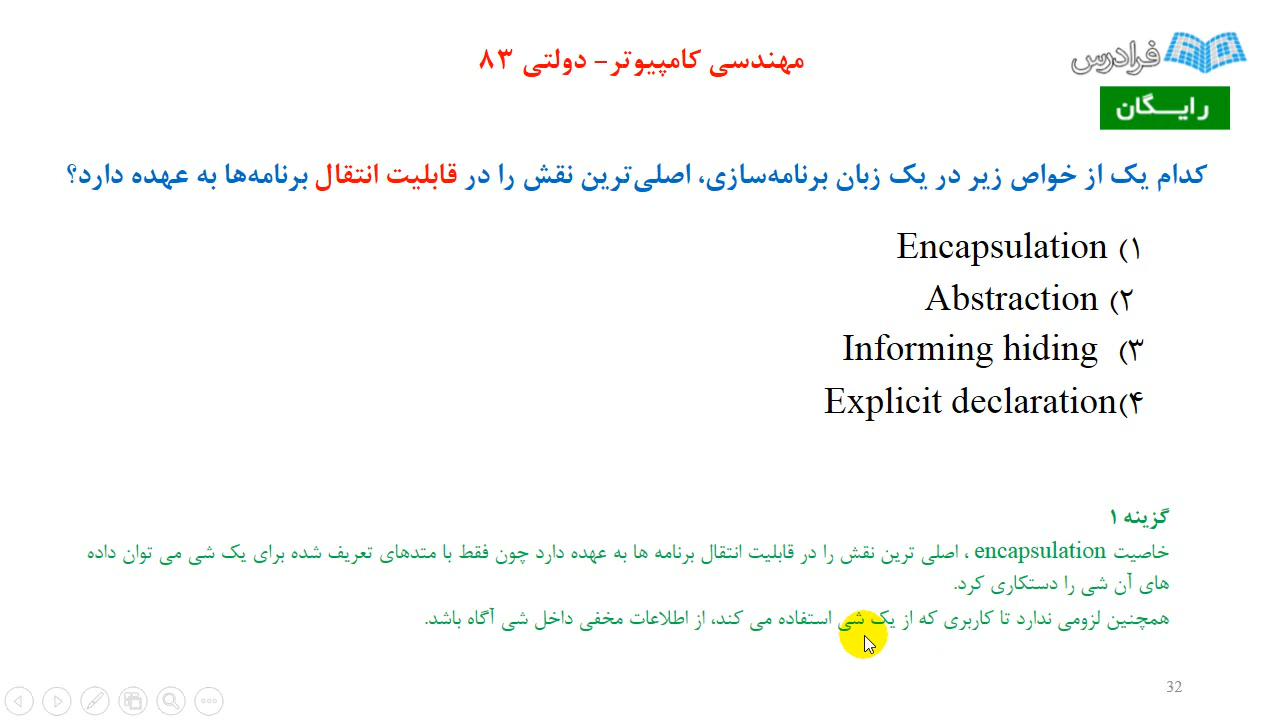 مهندسی کامپیوتر- دولتی ۸۳
فرادرس
رایـــگان
کدام یک از خواص زیر در یک زبان برنامه‌سازی، اصلی‌ترین نقش را در قابلیت انتقال برنامه‌ها به عهده دارد؟
۱) Encapsulation
۲) Abstraction
۳) Informing hiding
۴) Explicit declaration
گزینه ۱
خاصیت encapsulation ، اصلی ترین نقش را در قابلیت انتقال برنامه ها به عهده دارد چون فقط با متدهای تعریف شده برای یک شی می توان داده
های آن شی را دستکاری کرد.
همچنین لزومی ندارد تا کاربری که از یک شی استفاده می کند، از اطلاعات مخفی داخل شی آگاه باشد.
32